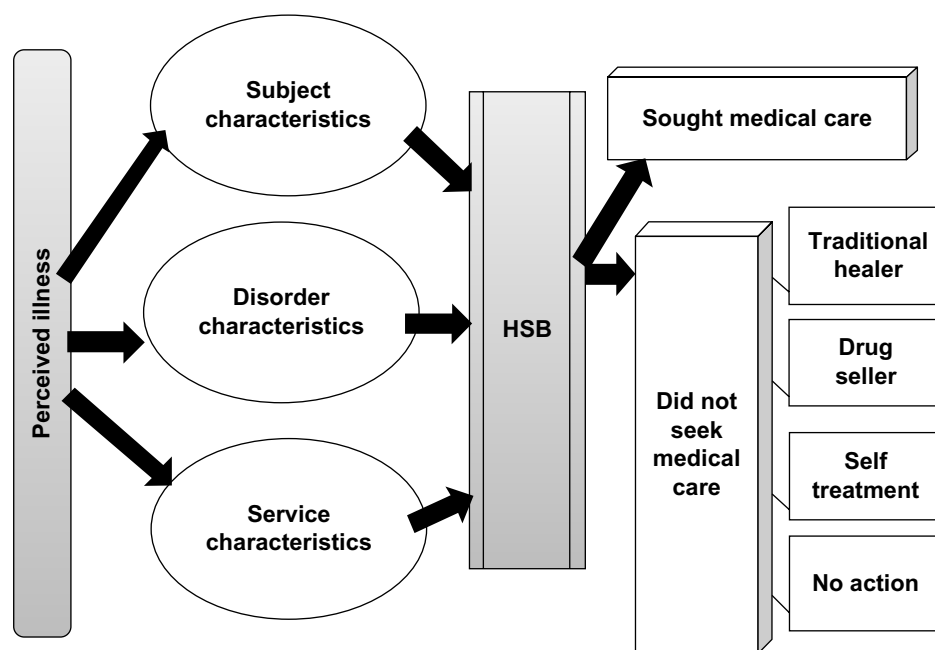 Perceived illness
Subject
characteristics
Disorder
characteristics
Service
characteristics
HSB
Sought medical care
Did not
seek
medical
care
Traditional
healer
Drug
seller
Self
treatment
No action